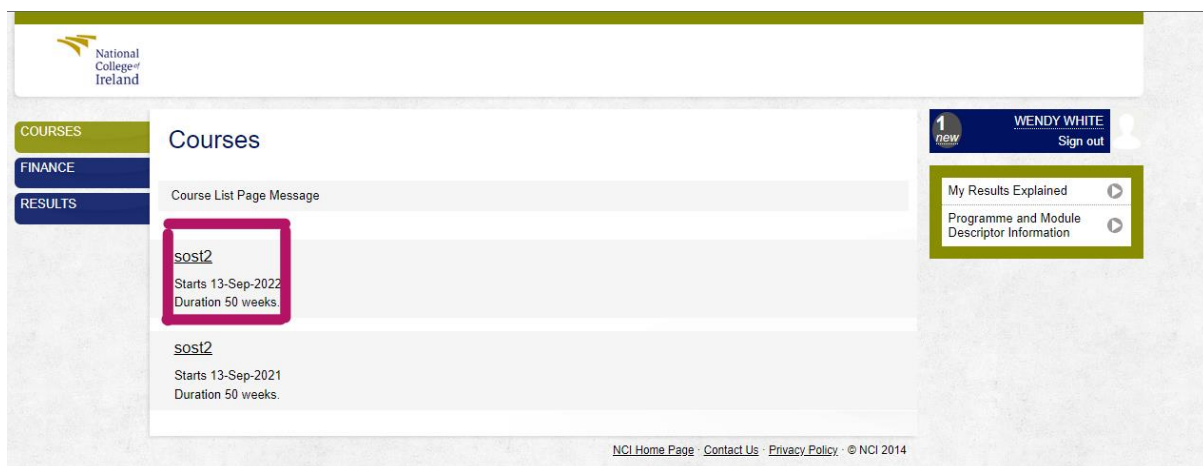 National
College of
Ireland
COURSES
FINANCE
RESULTS
Courses
Course List Page Message
sost2
Starts 13-Sep-2022
Duration 50 weeks.
sost2
Starts 13-Sep-2021
Duration 50 weeks.
1
new
WENDY WHITE
Sign out
My Results Explained
Programme and Module
Descriptor Information
NCI Home Page · Contact Us · Privacy Policy · © NCI 2014